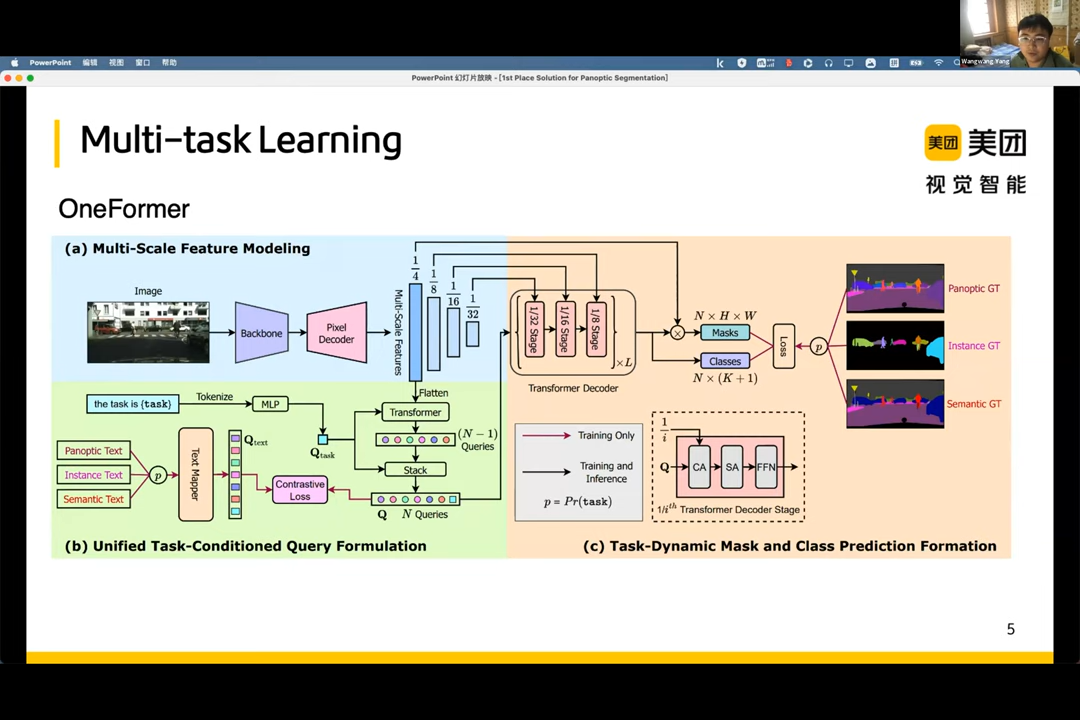 PowerPoint 编辑 视图 窗口 帮助
Wangwang Yang
PowerPoint 幻灯片放映 - [1st Place Solution for Panoptic Segmentation]
Multi-task Learning
美团 美团
视觉智能
OneFormer
(a) Multi-Scale Feature Modeling
Image
Backbone
Pixel
Decoder
Multi-Scale Features
1/4
1/8
1/16
1/32
Flatten
the task is {task}
Tokenize
MLP
Q_task
Transformer
(N − 1)
Queries
Stack
Q N Queries
Panoptic Text
Instance Text
Semantic Text
p
Text Mapper
Q_text
Contrastive
Loss
(b) Unified Task-Conditioned Query Formulation
1/32 Stage
1/16 Stage
1/8 Stage
×L
Transformer Decoder
N × H × W
Masks
Classes
N × (K + 1)
Loss
p
Panoptic GT
Instance GT
Semantic GT
Training Only
Training and
Inference
p = Pr(task)
1/i
Q
CA
SA
FFN
1/i^th Transformer Decoder Stage
(c) Task-Dynamic Mask and Class Prediction Formation
5